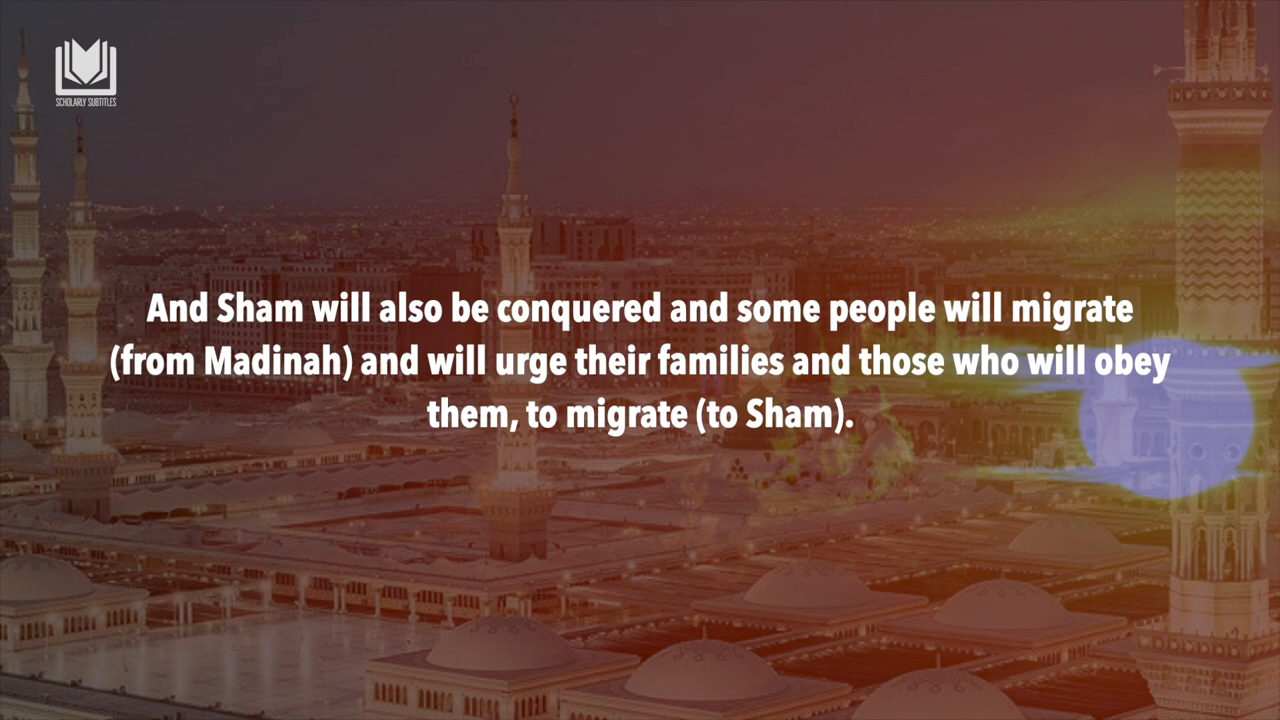 SCHOLARLY SUBTITLES
And Sham will also be conquered and some people will migrate
(from Madinah) and will urge their families and those who will obey
them, to migrate (to Sham).